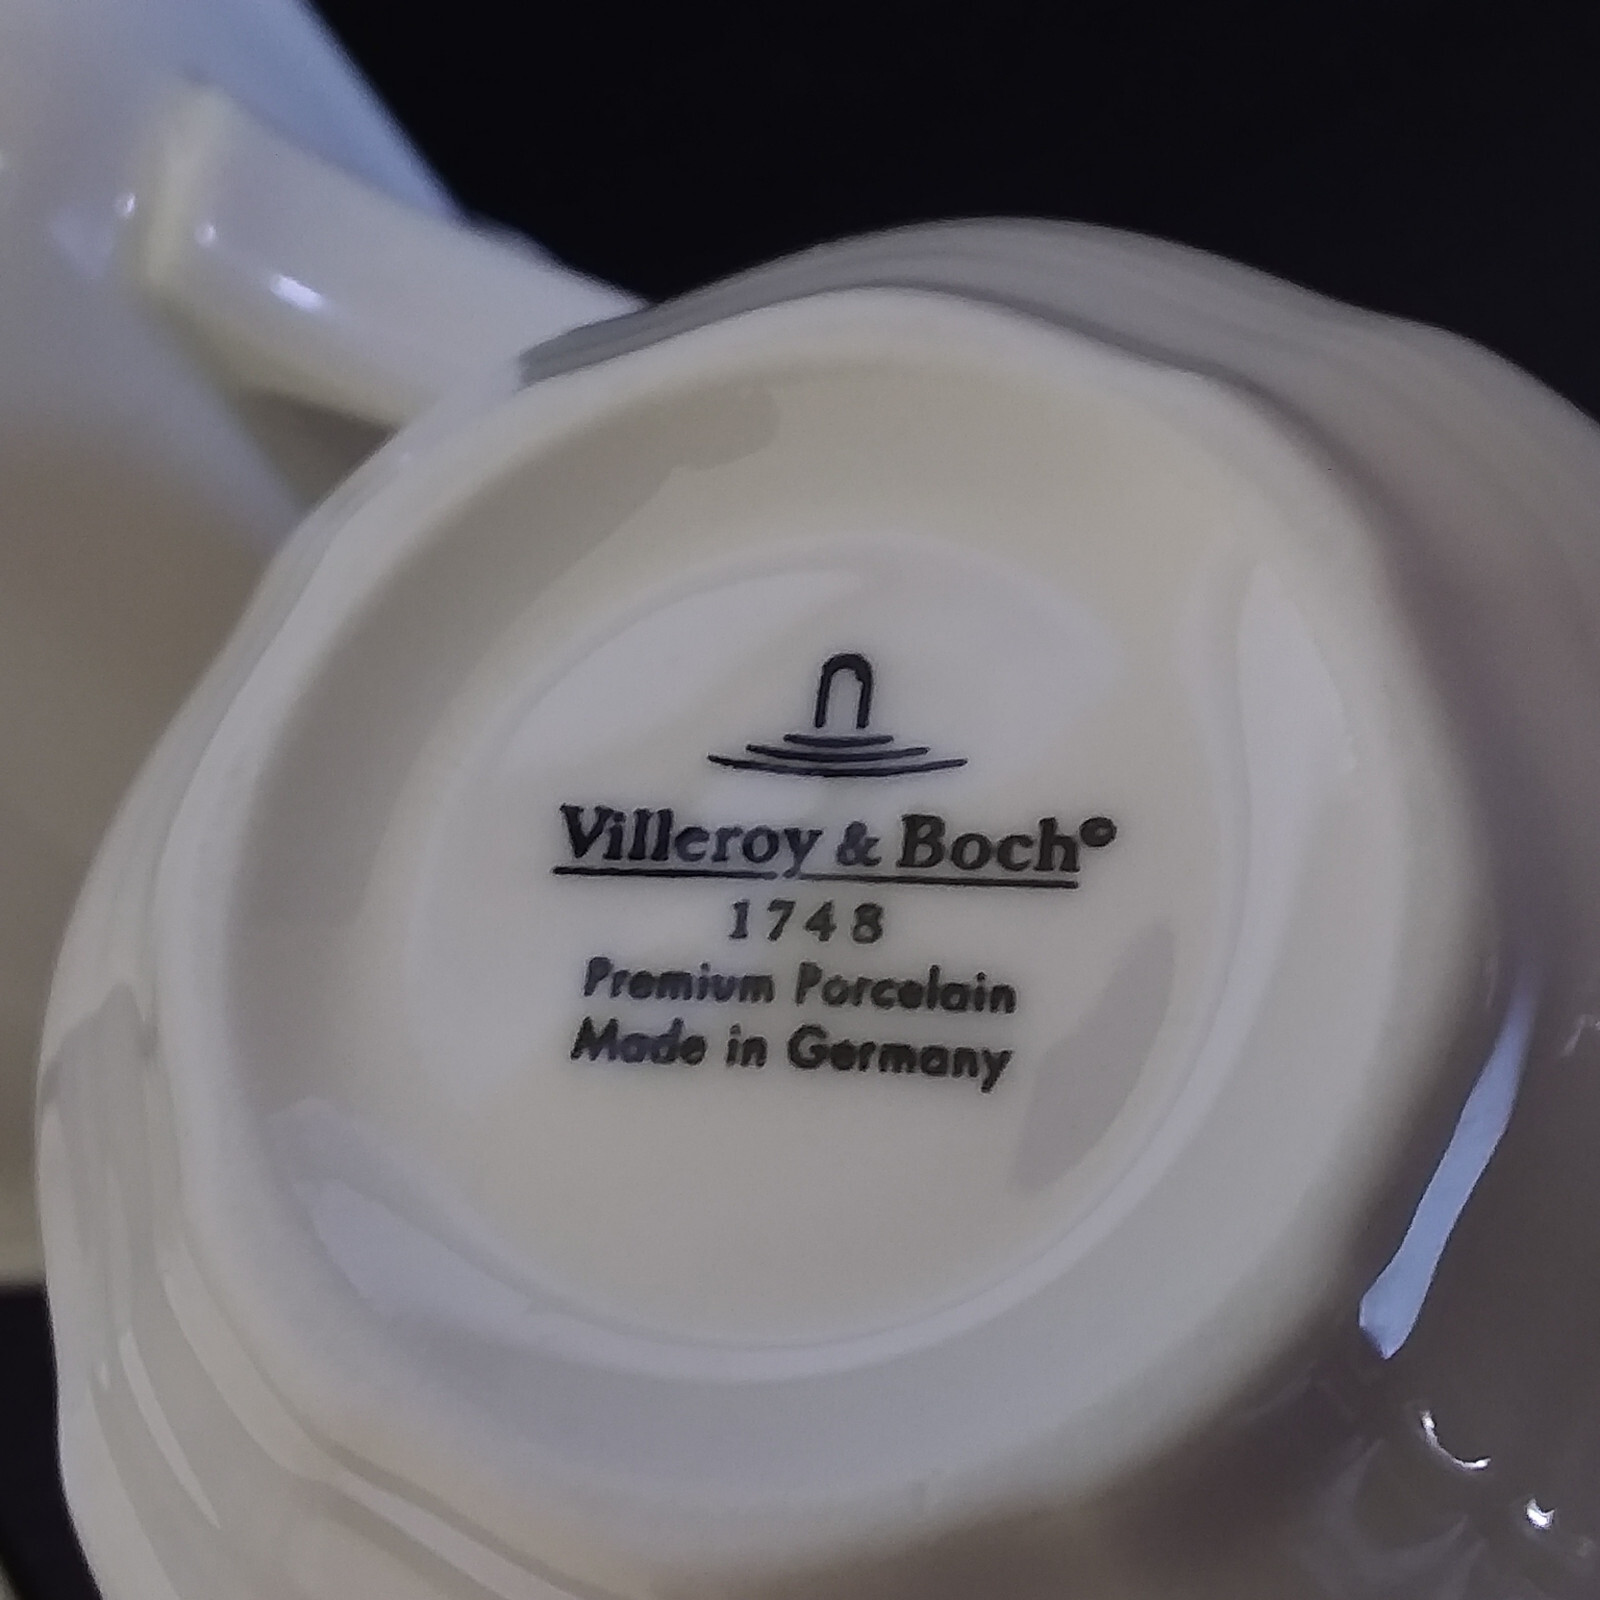 Villeroy & Boch©
1748
Premium Porcelain
Made in Germany